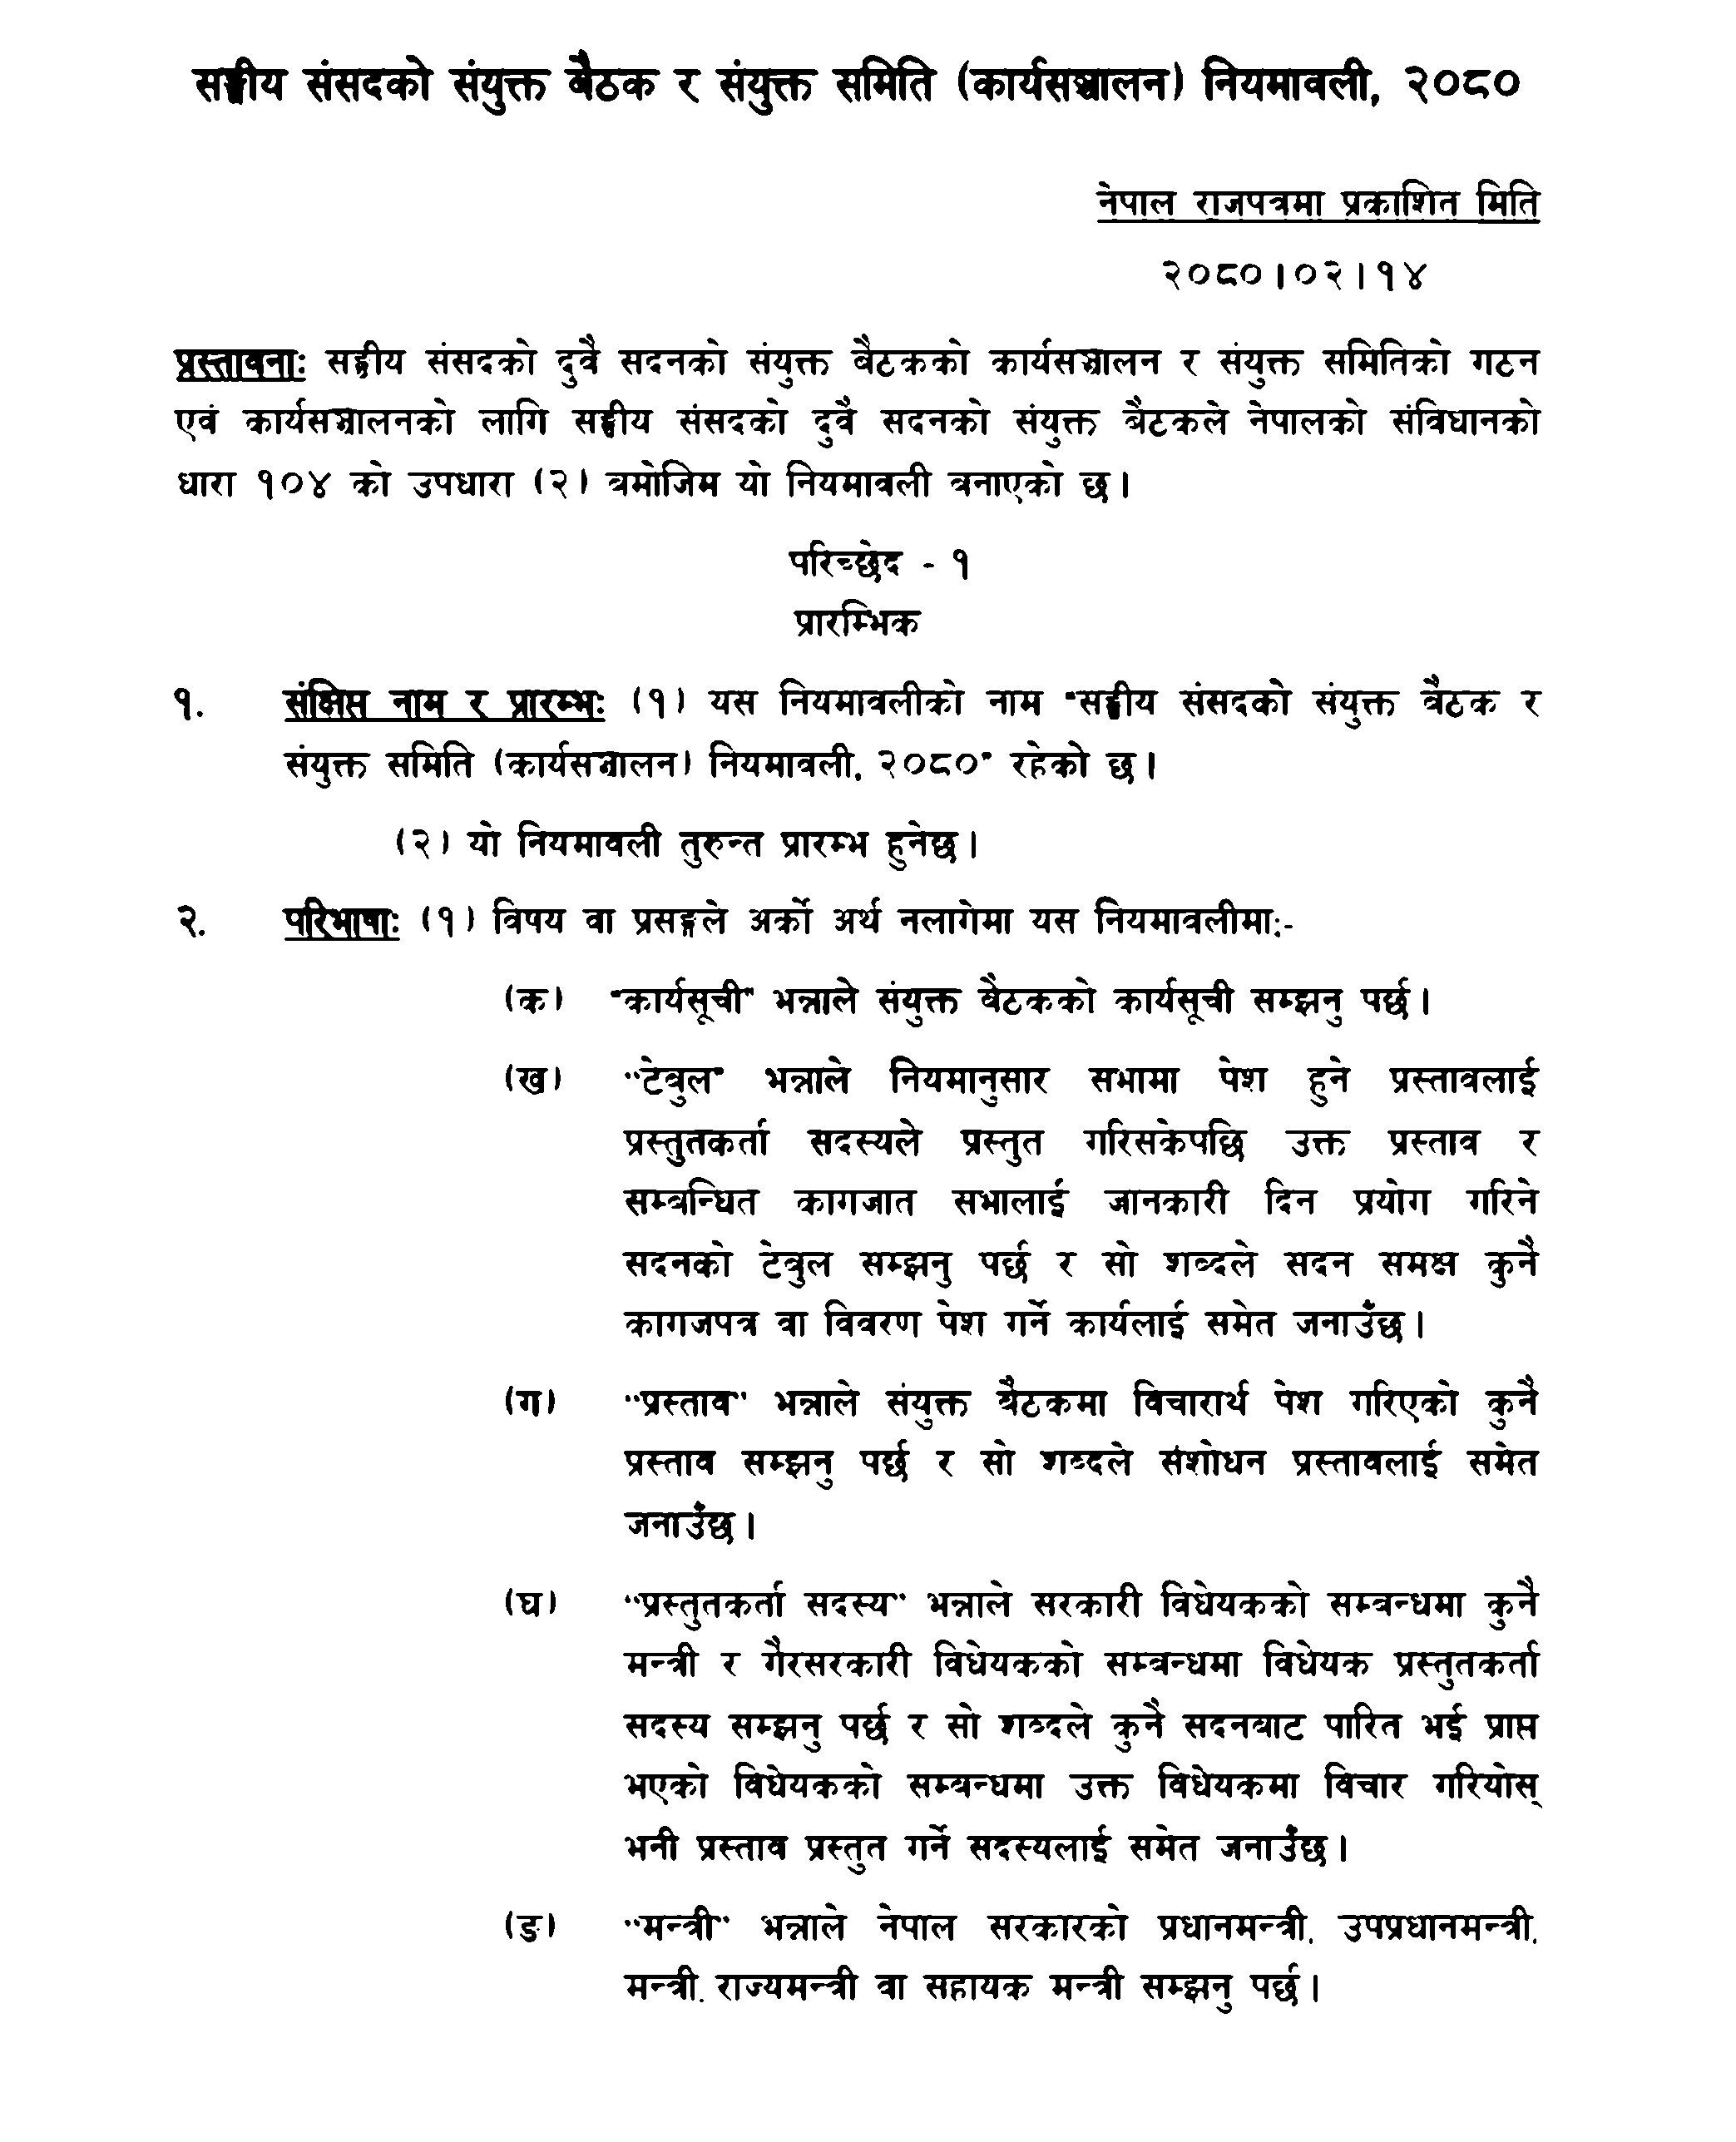 सङ्घीय संसदको संयुक्त बैठक र संयुक्त समिति (कार्यसञ्चालन) नियमावली, २०८०
नेपाल राजपत्रमा प्रकाशित मिति
२०८०।०२।१४
प्रस्तावनाः सङ्घीय संसदको दुवै सदनको संयुक्त बैठकको कार्यसञ्चालन र संयुक्त समितिको गठन
एवं कार्यसञ्चालनको लागि सङ्घीय संसदको दुवै सदनको संयुक्त बैठकले नेपालको संविधानको
धारा १०४ को उपधारा (२) बमोजिम यो नियमावली बनाएको छ।
परिच्छेद - १
प्रारम्भिक
१. संक्षिप्त नाम र प्रारम्भः (१) यस नियमावलीको नाम "सङ्घीय संसदको संयुक्त बैठक र
संयुक्त समिति (कार्यसञ्चालन) नियमावली, २०८०" रहेको छ।
(२) यो नियमावली तुरुन्त प्रारम्भ हुनेछ।
२. परिभाषाः (१) विषय वा प्रसङ्गले अर्को अर्थ नलागेमा यस नियमावलीमाः-
(क) "कार्यसूची" भन्नाले संयुक्त बैठकको कार्यसूची सम्झनु पर्छ।
(ख) "टेबुल" भन्नाले नियमानुसार सभामा पेश हुने प्रस्तावलाई
प्रस्तुतकर्ता सदस्यले प्रस्तुत गरिसकेपछि उक्त प्रस्ताव र
सम्बन्धित कागजात सभालाई जानकारी दिन प्रयोग गरिने
सदनको टेबुल सम्झनु पर्छ र सो शब्दले सदन समक्ष कुनै
कागजपत्र वा विवरण पेश गर्ने कार्यलाई समेत जनाउँछ।
(ग) "प्रस्ताव" भन्नाले संयुक्त बैठकमा विचारार्थ पेश गरिएको कुनै
प्रस्ताव सम्झनु पर्छ र सो शब्दले संशोधन प्रस्तावलाई समेत
जनाउँछ।
(घ) "प्रस्तुतकर्ता सदस्य" भन्नाले सरकारी विधेयकको सम्बन्धमा कुनै
मन्त्री र गैरसरकारी विधेयकको सम्बन्धमा विधेयक प्रस्तुतकर्ता
सदस्य सम्झनु पर्छ र सो शब्दले कुनै सदनबाट पारित भई प्राप्त
भएको विधेयकको सम्बन्धमा उक्त विधेयकमा विचार गरियोस्
भनी प्रस्ताव प्रस्तुत गर्ने सदस्यलाई समेत जनाउँछ।
(ङ) "मन्त्री" भन्नाले नेपाल सरकारको प्रधानमन्त्री, उपप्रधानमन्त्री,
मन्त्री, राज्यमन्त्री वा सहायक मन्त्री सम्झनु पर्छ।